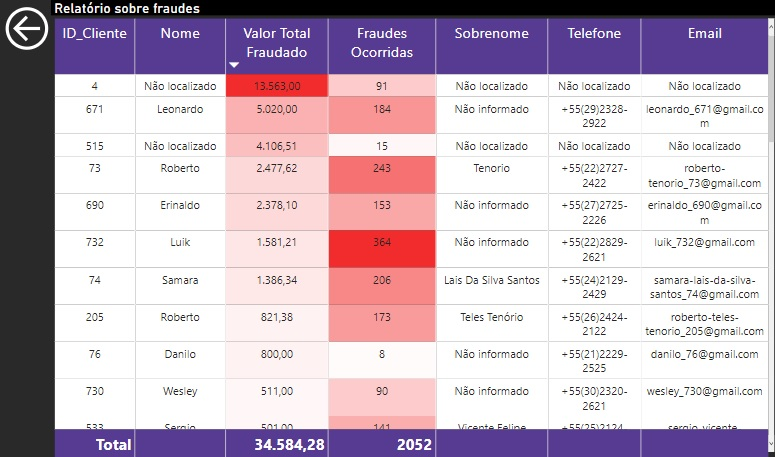 Relatório sobre fraudes
ID_Cliente Nome Valor Total Fraudes Sobrenome Telefone Email
Fraudado Ocorridas
4 Não localizado 13.563,00 91 Não localizado Não localizado Não localizado
671 Leonardo 5.020,00 184 Não informado +55(29)2328- leonardo_671@gmail.co
2922 m
515 Não localizado 4.106,51 15 Não localizado Não localizado Não localizado
73 Roberto 2.477,62 243 Tenorio +55(22)2727- roberto-
2422 tenorio_73@gmail.com
690 Erinaldo 2.378,10 153 Não informado +55(27)2725- erinaldo_690@gmail.co
2226 m
732 Luik 1.581,21 364 Não informado +55(22)2829- luik_732@gmail.com
2621
74 Samara 1.386,34 206 Lais Da Silva Santos +55(24)2129- samara-lais-da-silva-
2429 santos_74@gmail.com
205 Roberto 821,38 173 Teles Tenório +55(26)2424- roberto-teles-
2122 tenorio_205@gmail.com
76 Danilo 800,00 8 Não informado +55(21)2229- danilo_76@gmail.com
2525
730 Wesley 511,00 90 Não informado +55(30)2320- wesley_730@gmail.com
2621
533 Sergio 501,00 141 Vicente Felipe +55(25)2124- sergio-vicente-
Total 34.584,28 2052